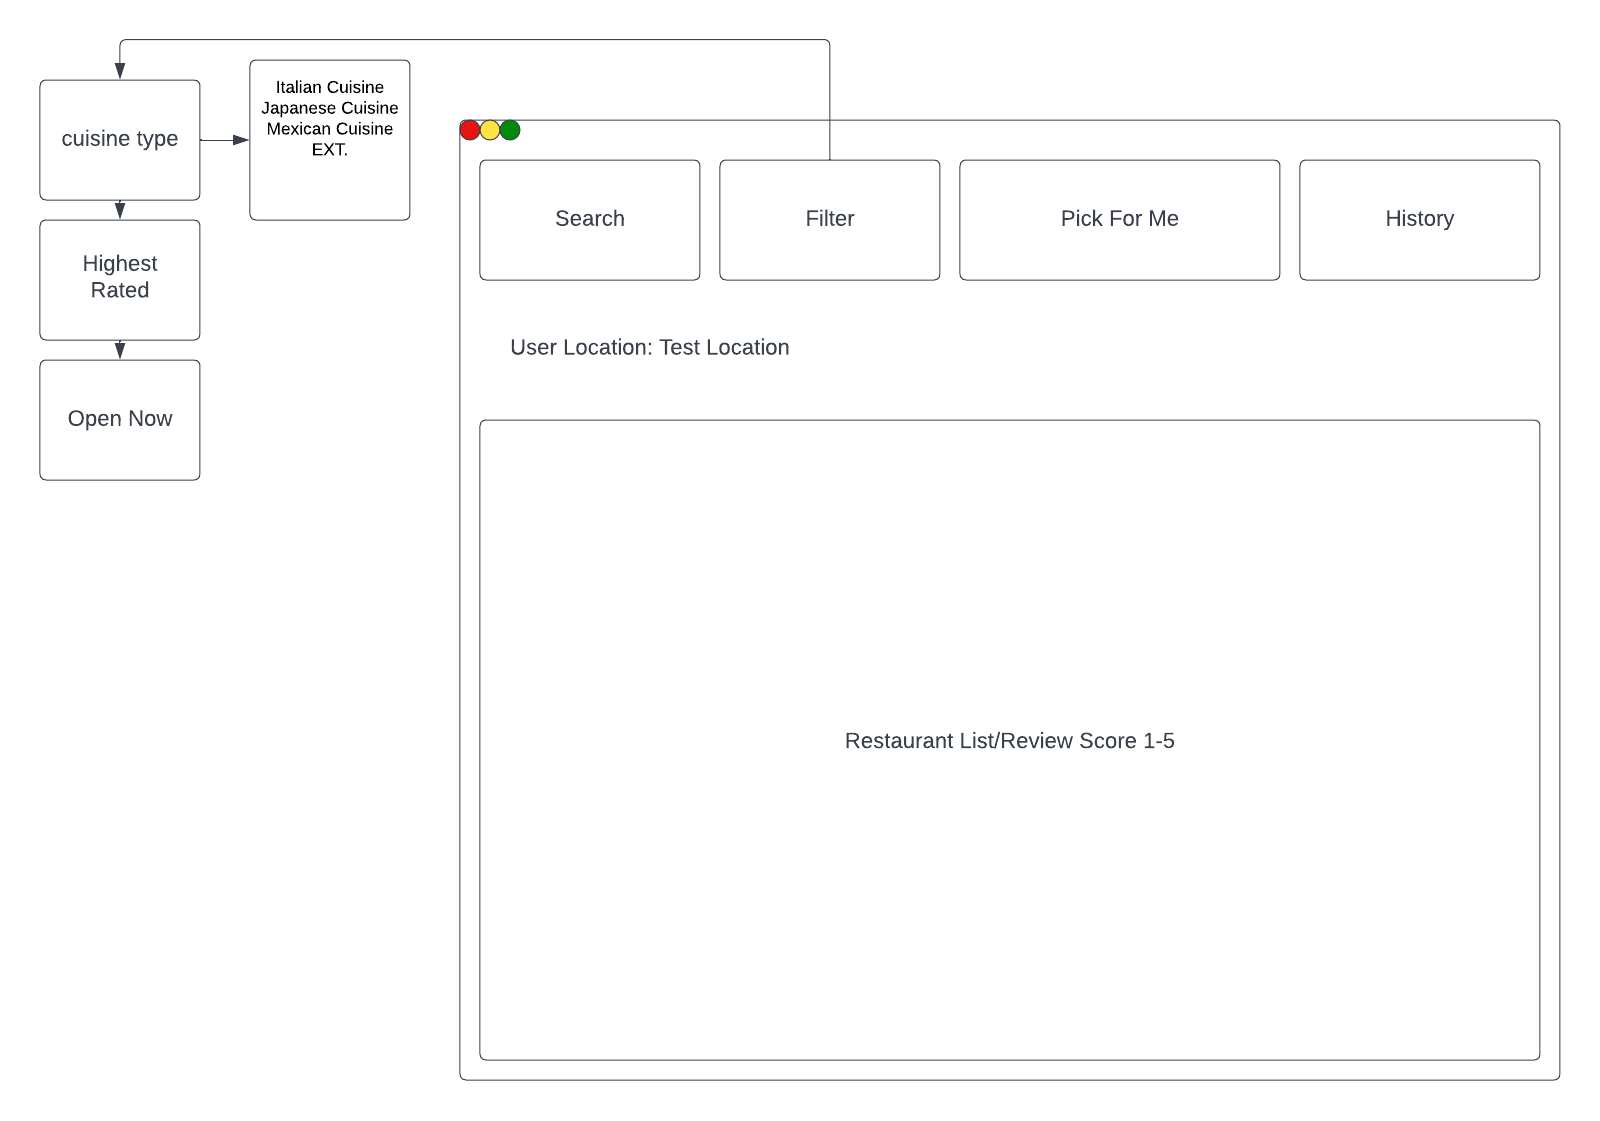 cuisine type
Italian Cuisine
Japanese Cuisine
Mexican Cuisine
EXT.
Highest
Rated
Open Now
Search
Filter
Pick For Me
History
User Location: Test Location
Restaurant List/Review Score 1-5